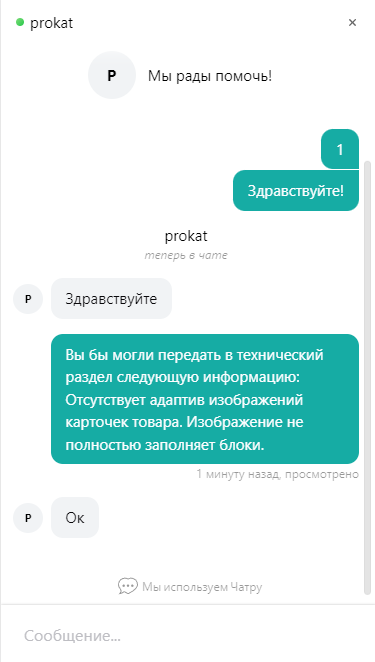 prokat
×
P
Мы рады помочь!
1
Здравствуйте!
prokat
теперь в чате
P
Здравствуйте
Вы бы могли передать в технический
раздел следующую информацию:
Отсутствует адаптив изображений
карточек товара. Изображение не
полностью заполняет блоки.
1 минуту назад, просмотрено
P
Ок
Мы используем Чатру
Сообщение...